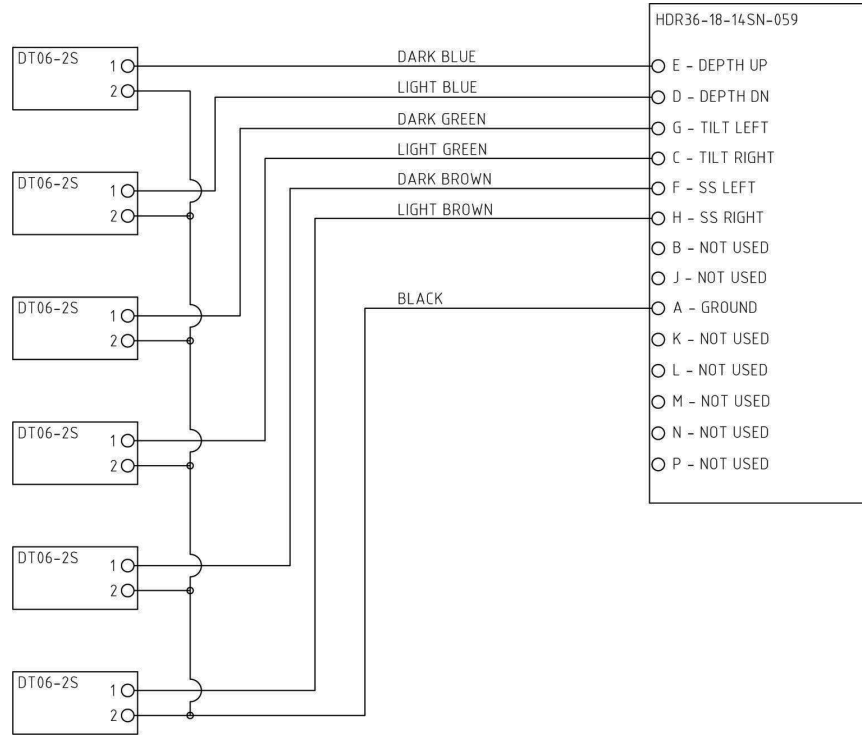 HDR36-18-14SN-059
DT06-2S
1
2
DARK BLUE
E - DEPTH UP
LIGHT BLUE
D - DEPTH DN
DARK GREEN
G - TILT LEFT
LIGHT GREEN
C - TILT RIGHT
DT06-2S
1
2
DARK BROWN
F - SS LEFT
LIGHT BROWN
H - SS RIGHT
B - NOT USED
J - NOT USED
DT06-2S
1
2
BLACK
A - GROUND
K - NOT USED
L - NOT USED
M - NOT USED
N - NOT USED
P - NOT USED
DT06-2S
1
2
DT06-2S
1
2
DT06-2S
1
2